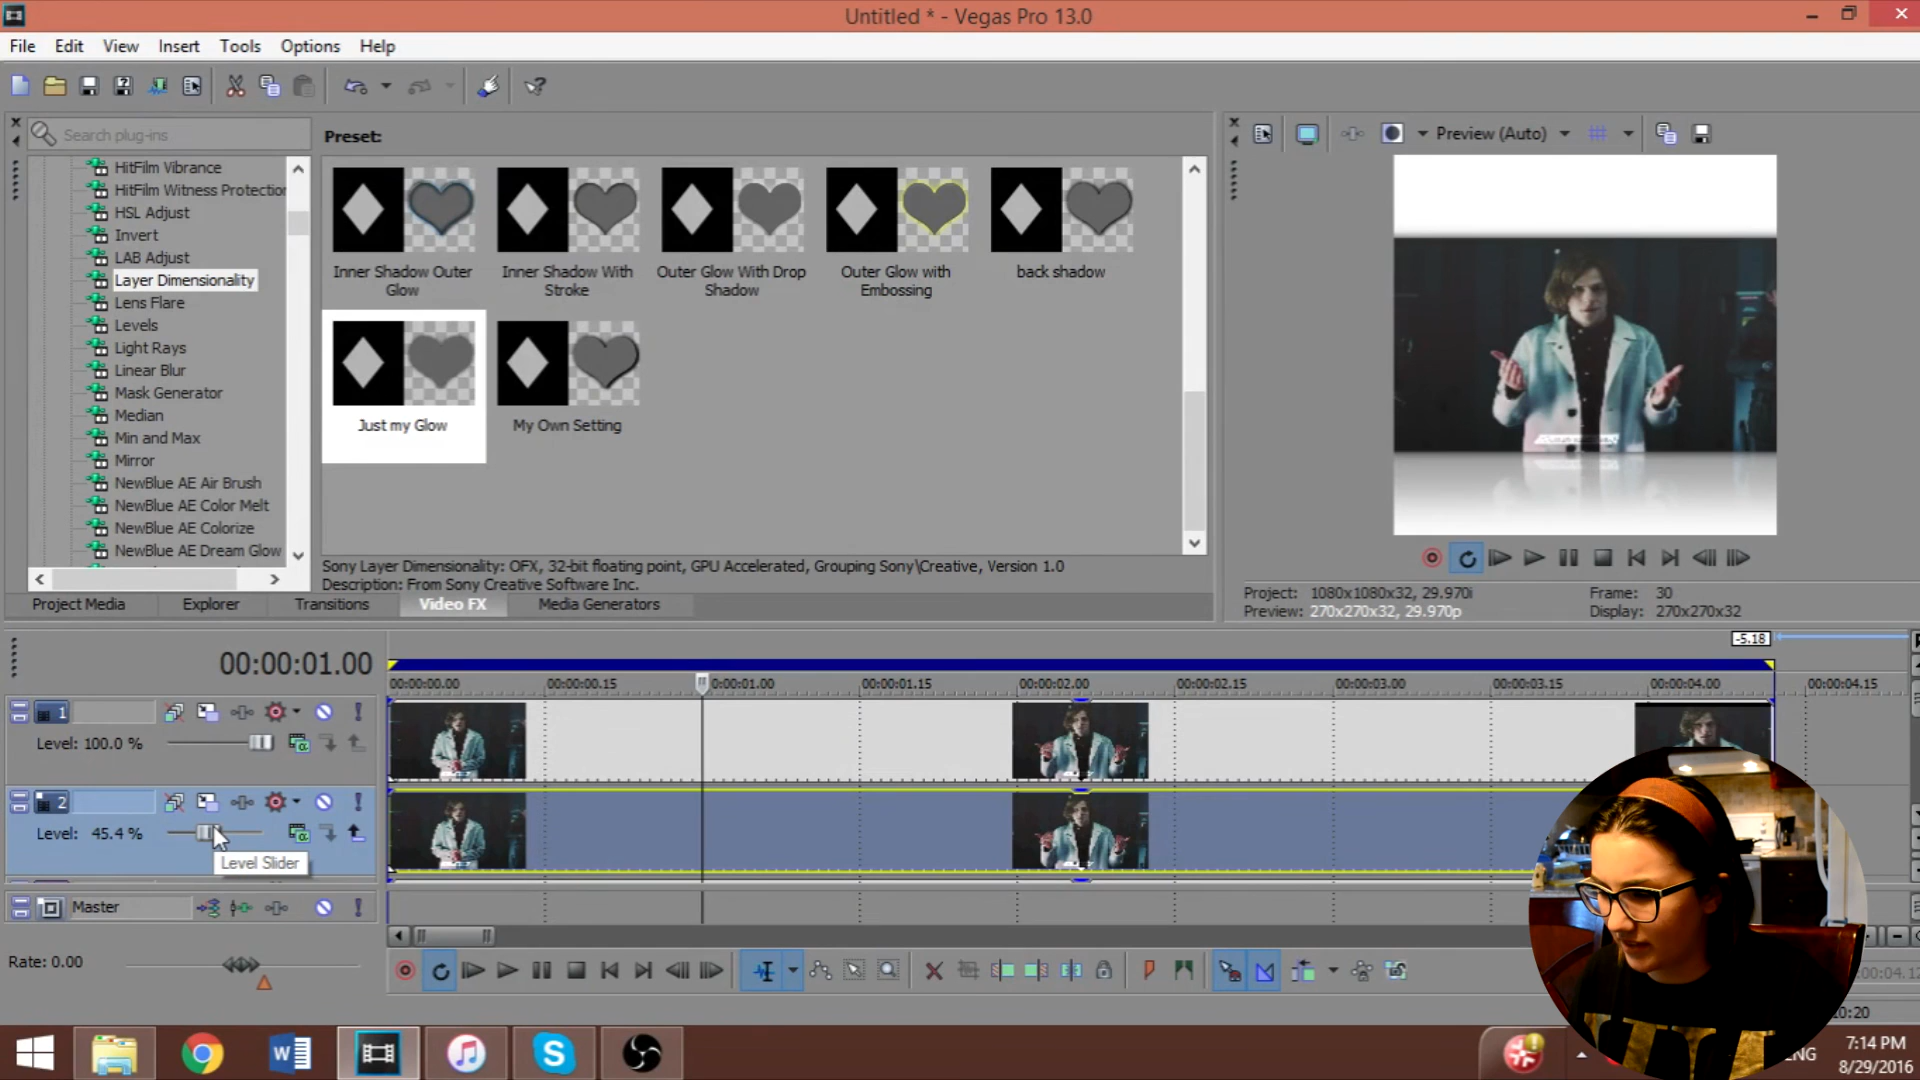 Untitled * - Vegas Pro 13.0
File Edit View Insert Tools Options Help
Search plug-ins
HitFilm Vibrance
HitFilm Witness Protection
HSL Adjust
Invert
LAB Adjust
Layer Dimensionality
Lens Flare
Levels
Light Rays
Linear Blur
Mask Generator
Median
Min and Max
Mirror
NewBlue AE Air Brush
NewBlue AE Color Melt
NewBlue AE Colorize
NewBlue AE Dream Glow
Preset:
Inner Shadow Outer
Glow
Inner Shadow With
Stroke
Outer Glow With Drop
Shadow
Outer Glow with
Embossing
back shadow
Just my Glow
My Own Setting
Sony Layer Dimensionality: OFX, 32-bit floating point, GPU Accelerated, Grouping Sony\Creative, Version 1.0
Description: From Sony Creative Software Inc.
Project Media Explorer Transitions Video FX Media Generators
Preview (Auto)
Project: 1080x1080x32, 29.970i
Preview: 270x270x32, 29.970p
Frame: 30
Display: 270x270x32
-5.18
00:00:01.00
00:00:00.00 00:00:00.15 00:00:01.00 00:00:01.15 00:00:02.00 00:00:02.15 00:00:03.00 00:00:03.15 00:00:04.00 00:00:04.15
1
Level: 100.0 %
2
Level: 45.4 %
Level Slider
Master
Rate: 0.00
00:04.12
10:20
ENG
7:14 PM
8/29/2016